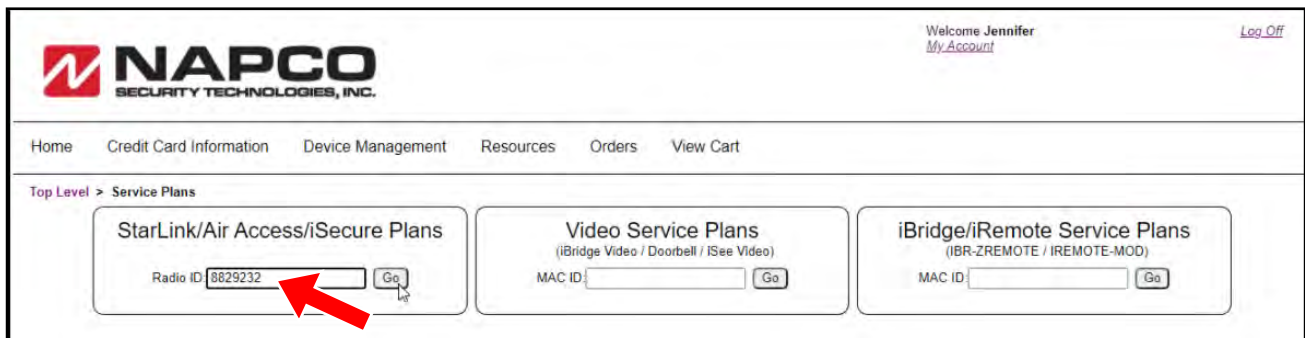 NAPCO
SECURITY TECHNOLOGIES, INC.
Welcome Jennifer
My Account
Log Off
Home Credit Card Information Device Management Resources Orders View Cart
Top Level > Service Plans
StarLink/Air Access/iSecure Plans
Radio ID: 8829232 Go
Video Service Plans
(iBridge Video / Doorbell / iSee Video)
MAC ID: Go
iBridge/iRemote Service Plans
(IBR-ZREMOTE / IREMOTE-MOD)
MAC ID: Go